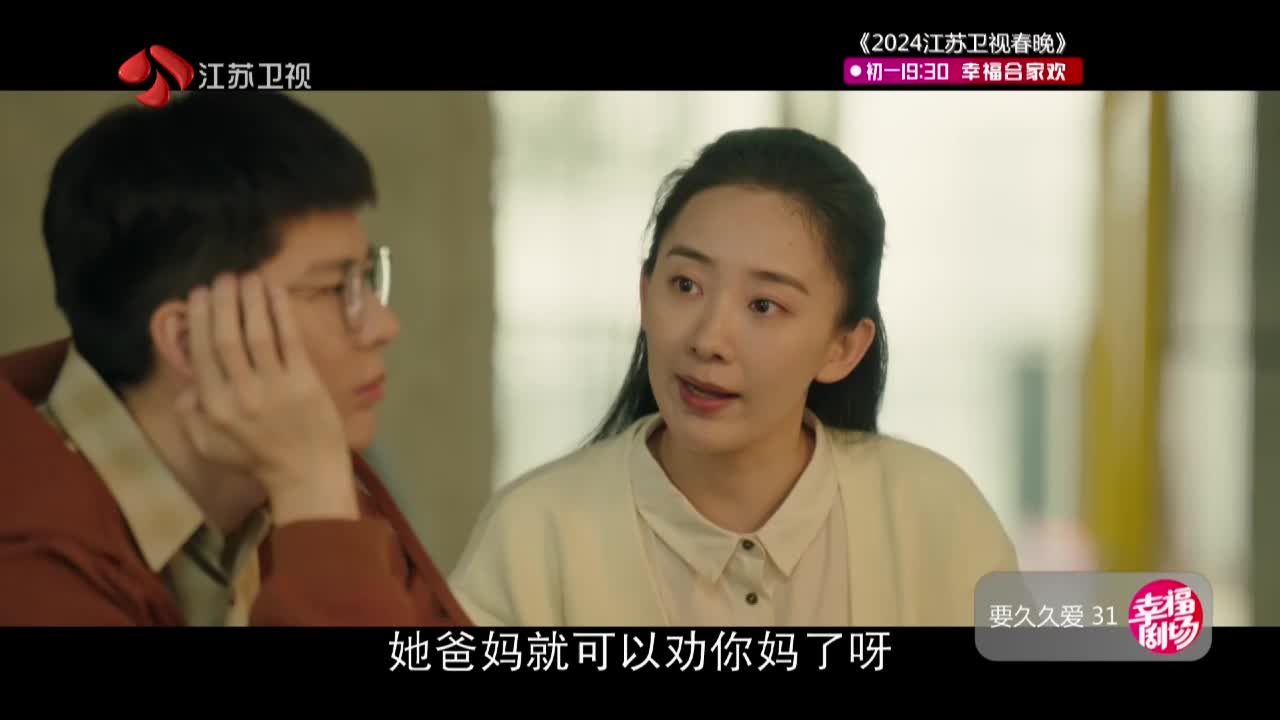 江苏卫视
《2024江苏卫视春晚》
初一19:30 幸福合家欢
要久久爱 31
幸福剧场
她爸妈就可以劝你妈了呀